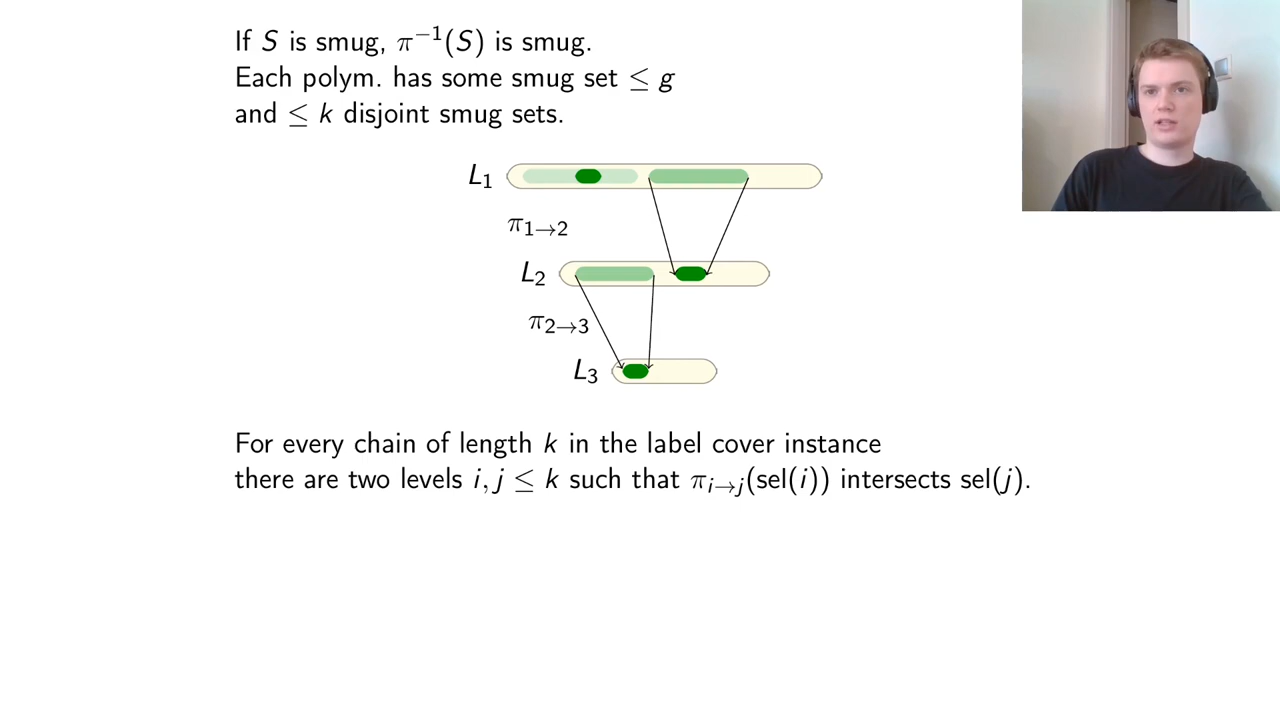 If S is smug, π⁻¹(S) is smug.
Each polym. has some smug set ≤ g
and ≤ k disjoint smug sets.
L₁
π₁→₂
L₂
π₂→₃
L₃
For every chain of length k in the label cover instance
there are two levels i, j ≤ k such that πᵢ→ⱼ(sel(i)) intersects sel(j).